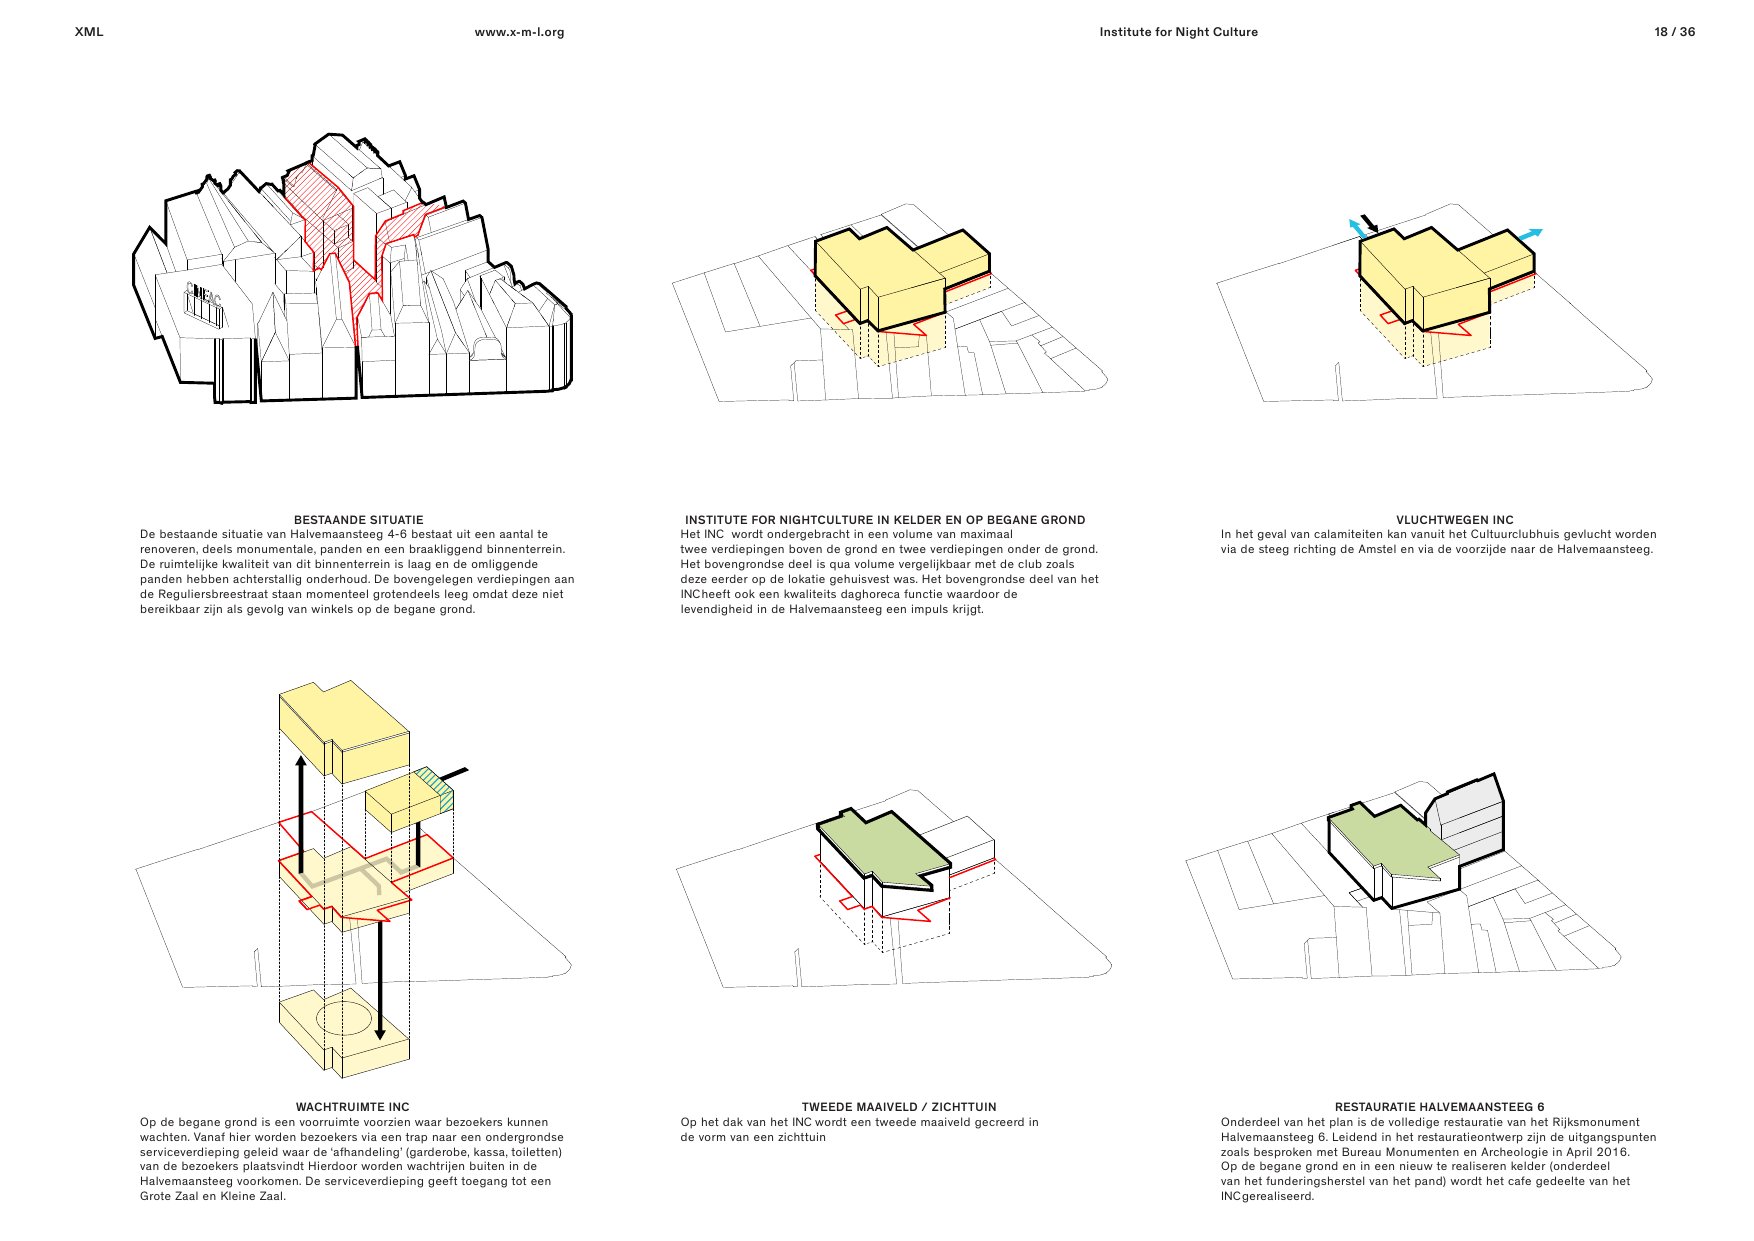 XML
www.x-m-l.org
Institute for Night Culture
18 / 36
CINEAC
BESTAANDE SITUATIE
De bestaande situatie van Halvemaansteeg 4-6 bestaat uit een aantal te
renoveren, deels monumentale, panden en een braakliggend binnenterrein.
De ruimtelijke kwaliteit van dit binnenterrein is laag en de omliggende
panden hebben achterstallig onderhoud. De bovengelegen verdiepingen aan
de Reguliersbreestraat staan momenteel grotendeels leeg omdat deze niet
bereikbaar zijn als gevolg van winkels op de begane grond.
INSTITUTE FOR NIGHTCULTURE IN KELDER EN OP BEGANE GROND
Het INC wordt ondergebracht in een volume van maximaal
twee verdiepingen boven de grond en twee verdiepingen onder de grond.
Het bovengrondse deel is qua volume vergelijkbaar met de club zoals
deze eerder op de lokatie gehuisvest was. Het bovengrondse deel van het
INCheeft ook een kwaliteits daghoreca functie waardoor de
levendigheid in de Halvemaansteeg een impuls krijgt.
VLUCHTWEGEN INC
In het geval van calamiteiten kan vanuit het Cultuurclubhuis gevlucht worden
via de steeg richting de Amstel en via de voorzijde naar de Halvemaansteeg.
WACHTRUIMTE INC
Op de begane grond is een voorruimte voorzien waar bezoekers kunnen
wachten. Vanaf hier worden bezoekers via een trap naar een ondergrondse
serviceverdieping geleid waar de ‘afhandeling’ (garderobe, kassa, toiletten)
van de bezoekers plaatsvindt Hierdoor worden wachtrijen buiten in de
Halvemaansteeg voorkomen. De serviceverdieping geeft toegang tot een
Grote Zaal en Kleine Zaal.
TWEEDE MAAIVELD / ZICHTTUIN
Op het dak van het INC wordt een tweede maaiveld gecreerd in
de vorm van een zichttuin
RESTAURATIE HALVEMAANSTEEG 6
Onderdeel van het plan is de volledige restauratie van het Rijksmonument
Halvemaansteeg 6. Leidend in het restauratieontwerp zijn de uitgangspunten
zoals besproken met Bureau Monumenten en Archeologie in April 2016.
Op de begane grond en in een nieuw te realiseren kelder (onderdeel
van het funderingsherstel van het pand) wordt het cafe gedeelte van het
INCgerealiseerd.